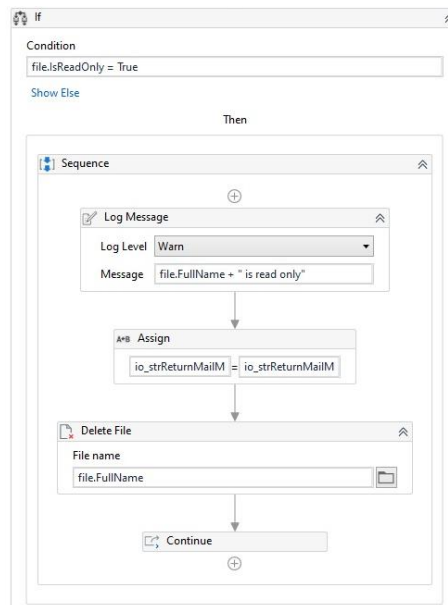 If
Condition
file.IsReadOnly = True
Show Else
Then
Sequence
Log Message
Log Level Warn
Message file.FullName + " is read only"
A+B Assign
io_strReturnMailM = io_strReturnMailM
Delete File
File name
file.FullName
Continue